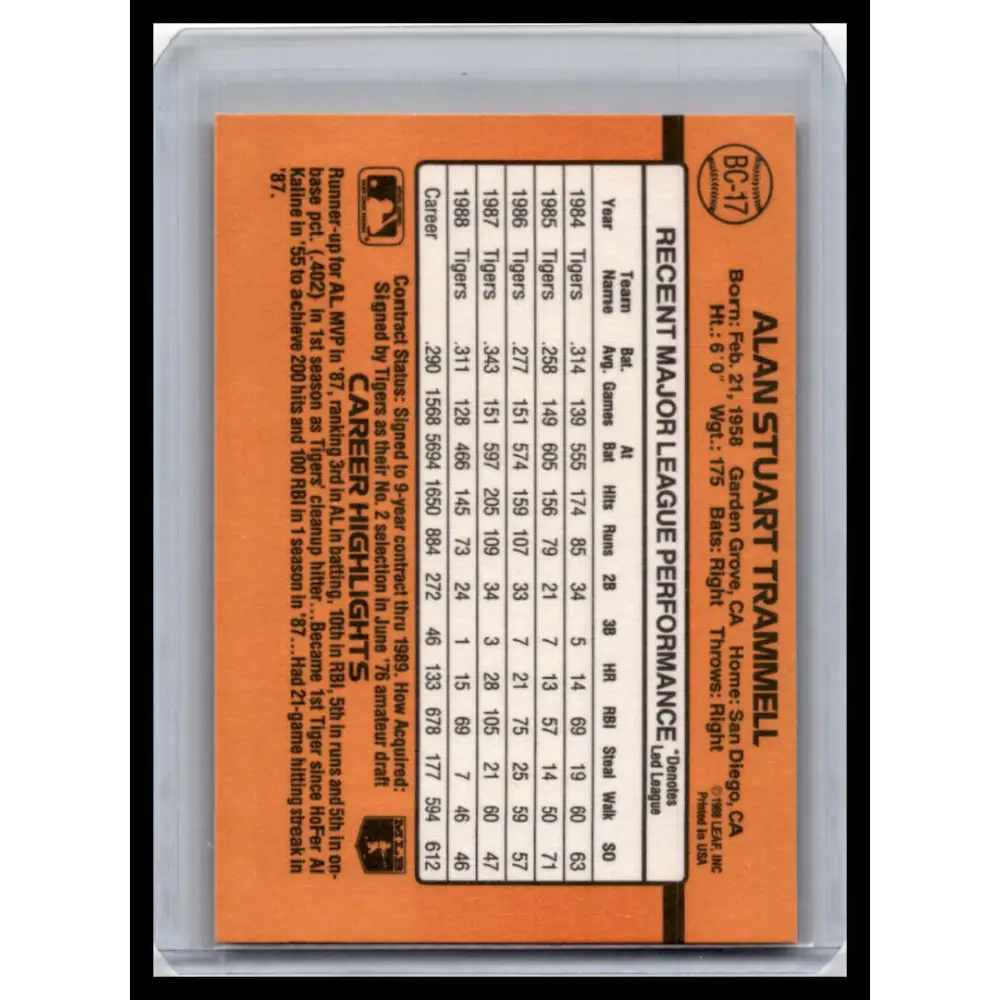 BC-17
ALAN STUART TRAMMELL
Born: Feb. 21, 1958 Garden Grove, CA Home: San Diego, CA
Ht.: 6'0" Wgt.: 175 Bats: Right Throws: Right
©1988 LEAF, INC
Printed in USA
RECENT MAJOR LEAGUE PERFORMANCE
*Denotes
Led League
Year Team Name Bat. Avg. Games At Bat Hits Runs 2B 3B HR RBI Steal Walk SO
1984 Tigers .314 139 555 174 85 34 5 14 69 19 60 63
1985 Tigers .258 149 605 156 79 21 7 13 57 14 50 71
1986 Tigers .277 151 574 159 107 33 7 21 75 25 59 57
1987 Tigers .343 151 597 205 109 34 3 28 105 21 60 47
1988 Tigers .311 128 466 145 73 24 1 15 69 7 46 46
Career .290 1568 5694 1650 884 272 46 133 678 177 594 612
Contract Status: Signed to 9-year contract thru 1989. How Acquired:
Signed by Tigers as their No. 2 selection in June '76 amateur draft
MLB
CAREER HIGHLIGHTS
Runner-up for AL MVP in '87, ranking 3rd in AL in batting, 10th in RBI, 5th in runs and 5th in on-
base pct. (.402) in 1st season as Tigers' cleanup hitter...Became 1st Tiger since HoFer Al
Kaline in '55 to achieve 200 hits and 100 RBI in 1 season in '87...Had 21-game hitting streak in
'87.